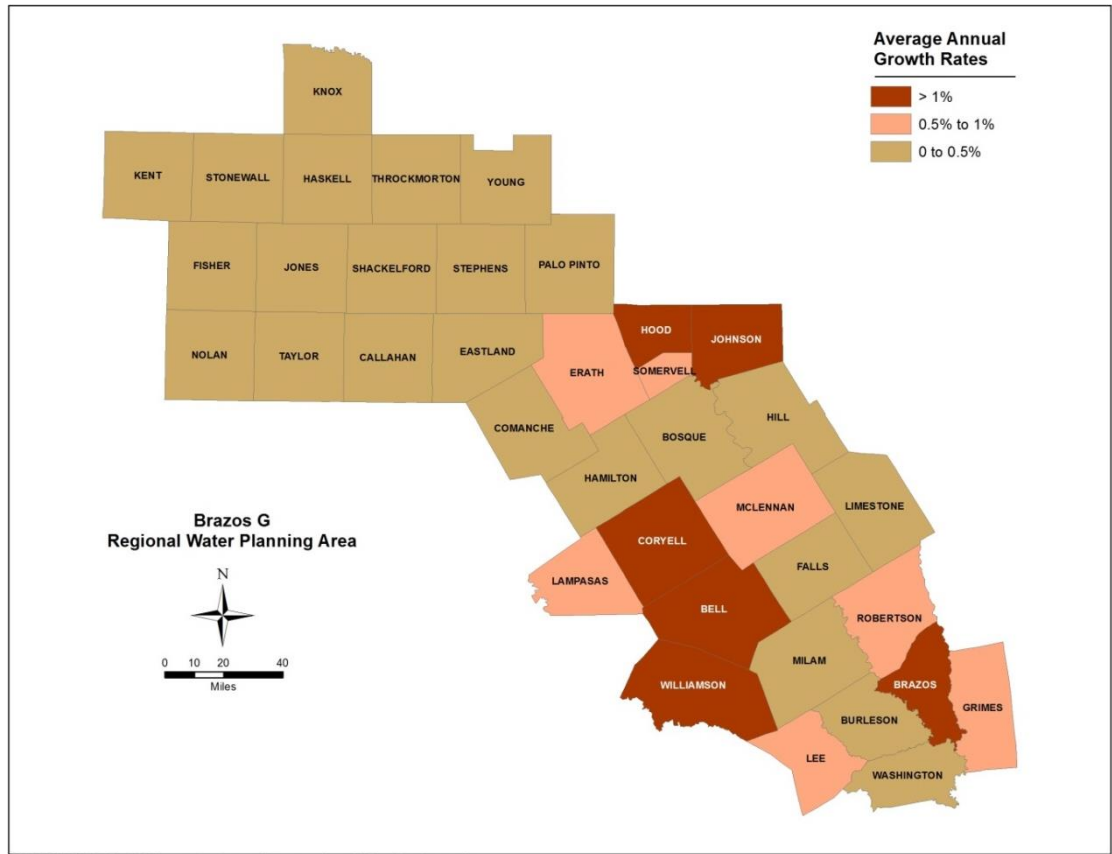 Average Annual
Growth Rates
> 1%
0.5% to 1%
0 to 0.5%
KNOX
KENT
STONEWALL
HASKELL
THROCKMORTON
YOUNG
FISHER
JONES
SHACKELFORD
STEPHENS
PALO PINTO
NOLAN
TAYLOR
CALLAHAN
EASTLAND
ERATH
HOOD
JOHNSON
SOMERVELL
COMANCHE
HAMILTON
BOSQUE
HILL
MCLENNAN
LIMESTONE
CORYELL
FALLS
LAMPASAS
BELL
ROBERTSON
MILAM
WILLIAMSON
BRAZOS
GRIMES
BURLESON
LEE
WASHINGTON
Brazos G
Regional Water Planning Area
N
0 10 20 40
Miles